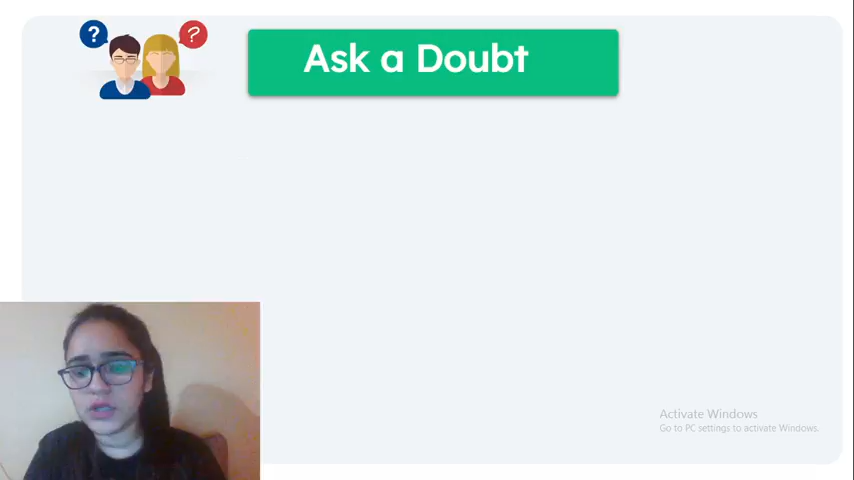 ?
?
Ask a Doubt
Activate Windows
Go to PC settings to activate Windows.